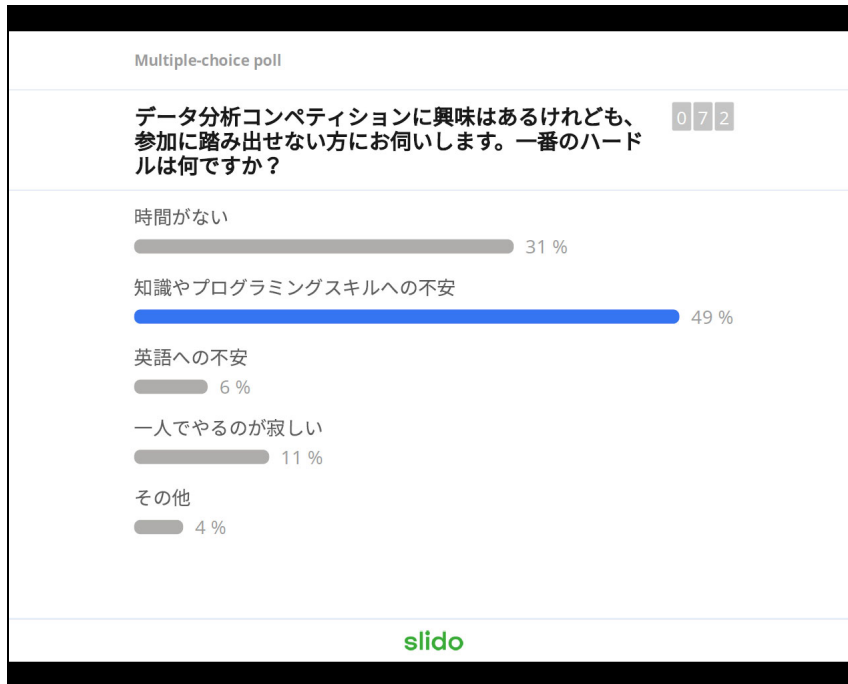 Multiple-choice poll
データ分析コンペティションに興味はあるけれども、
参加に踏み出せない方にお伺いします。一番のハード
ルは何ですか？
072
時間がない
31 %
知識やプログラミングスキルへの不安
49 %
英語への不安
6 %
一人でやるのが寂しい
11 %
その他
4 %
slido